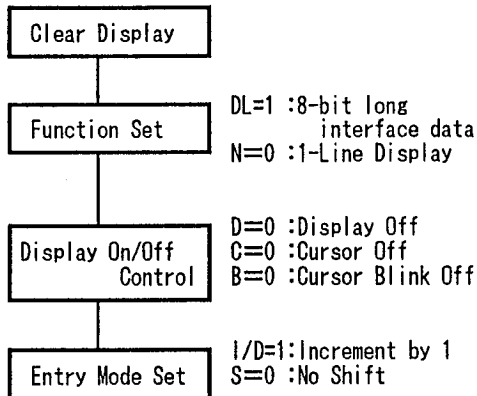 Clear Display
Function Set
DL=1 :8-bit long
interface data
N=0 :1-Line Display
Display On/Off
Control
D=0 :Display Off
C=0 :Cursor Off
B=0 :Cursor Blink Off
Entry Mode Set
I/D=1:Increment by 1
S=0 :No Shift